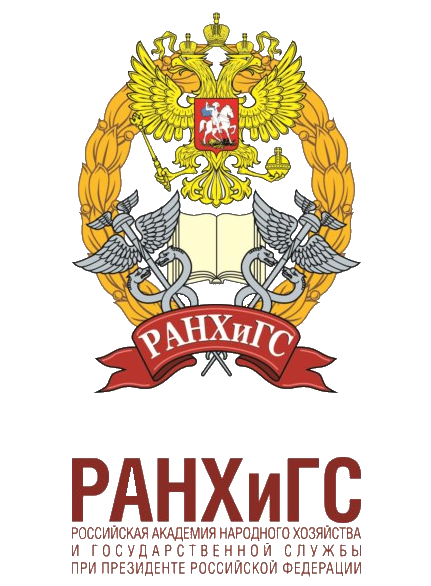 РАНХиГС
РАНХиГС
РОССИЙСКАЯ АКАДЕМИЯ НАРОДНОГО ХОЗЯЙСТВА
И ГОСУДАРСТВЕННОЙ СЛУЖБЫ
ПРИ ПРЕЗИДЕНТЕ РОССИЙСКОЙ ФЕДЕРАЦИИ